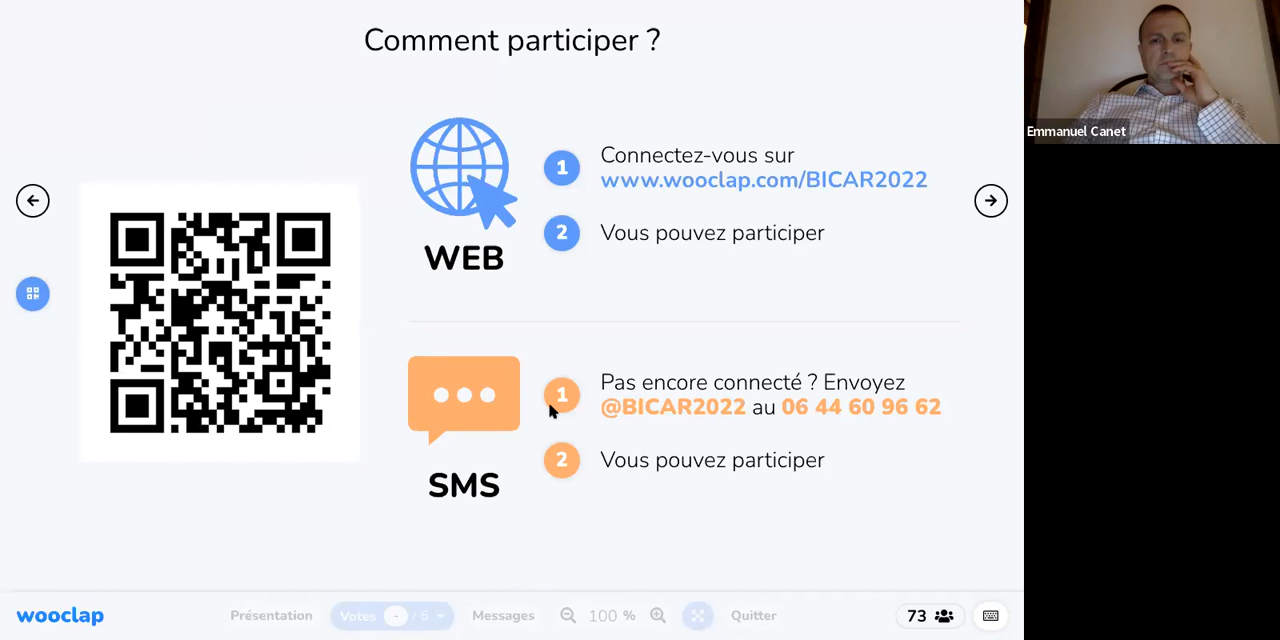 Comment participer ?
1
Connectez-vous sur
www.wooclap.com/BICAR2022
2
Vous pouvez participer
WEB
1
Pas encore connecté ? Envoyez
@BICAR2022 au 06 44 60 96 62
2
Vous pouvez participer
SMS
Emmanuel Canet
wooclap
Présentation
Votes - / 6
Messages
100 %
Quitter
73